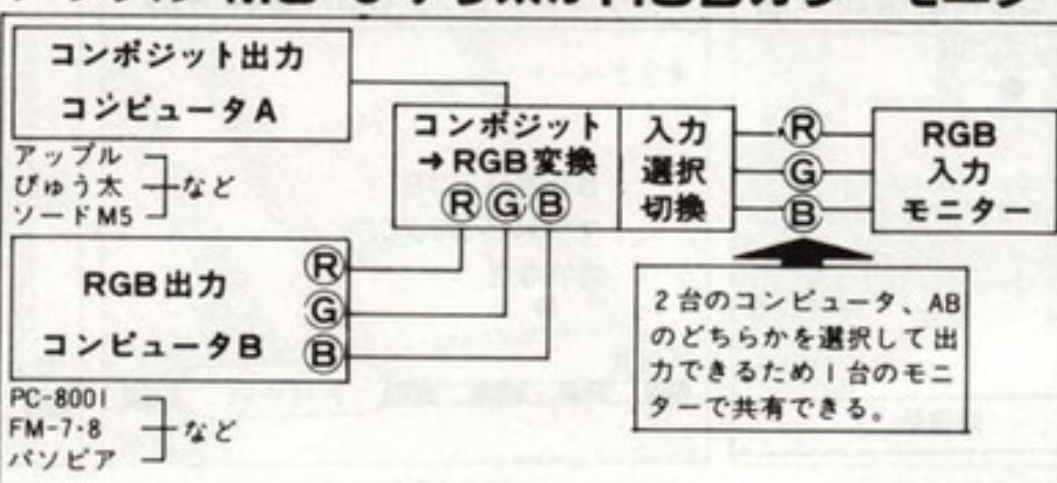 コンポジット出力
コンピュータA
アップル
ぴゅう太
ソードM5
など
コンポジット
→RGB変換
ⓇⒼⒷ
入力
選択
切換
Ⓡ
Ⓖ
Ⓑ
RGB
入力
モニター
RGB出力
コンピュータB
Ⓡ
Ⓖ
Ⓑ
PC-8001
FM-7・8
パソピア
など
2台のコンピュータ、AB
のどちらかを選択して出
力できるため1台のモニ
ターで共有できる。